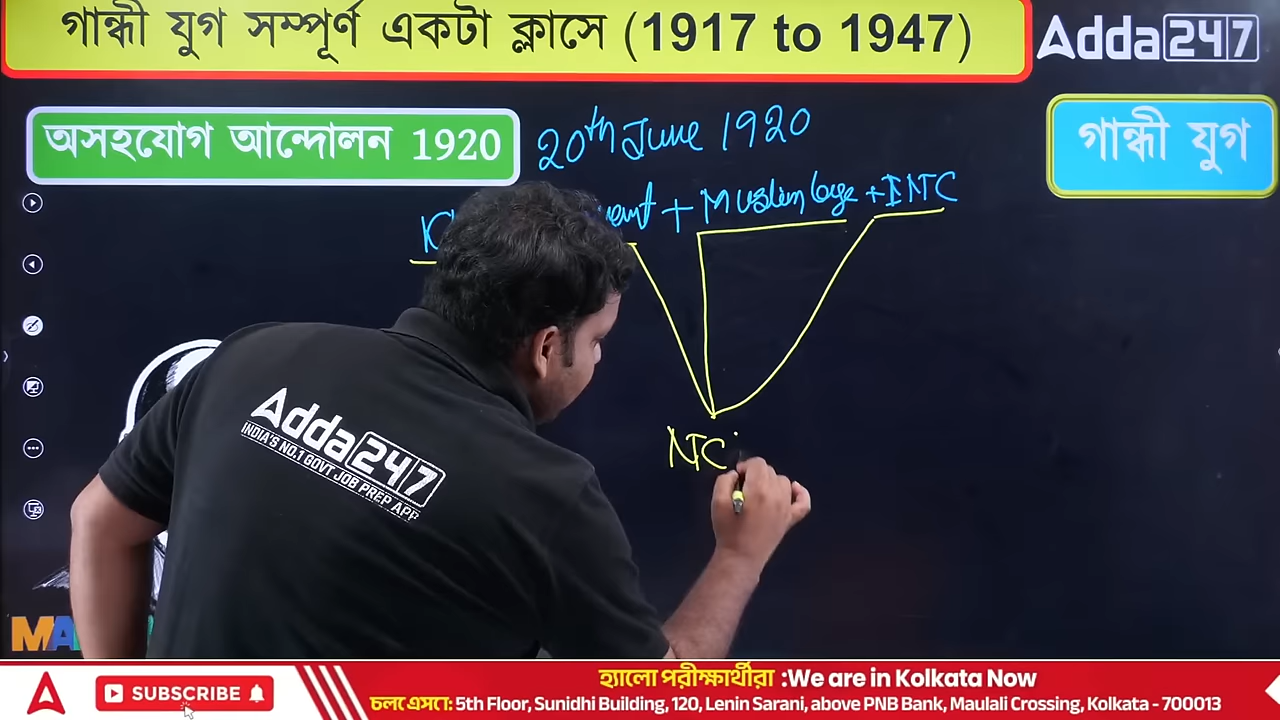 গান্ধী যুগ সম্পূর্ণ একটা ক্লাসে (1917 to 1947)
Adda247
অসহযোগ আন্দোলন 1920
20th June 1920
গান্ধী যুগ
+ Muslim + INC
NC
Adda247
INDIA'S NO.1 GOVT JOB PREP APP
SUBSCRIBE
হ্যালো পরীক্ষার্থীরা :We are in Kolkata Now
চলে এসো: 5th Floor, Sunidhi Building, 120, Lenin Sarani, above PNB Bank, Maulali Crossing, Kolkata - 700013